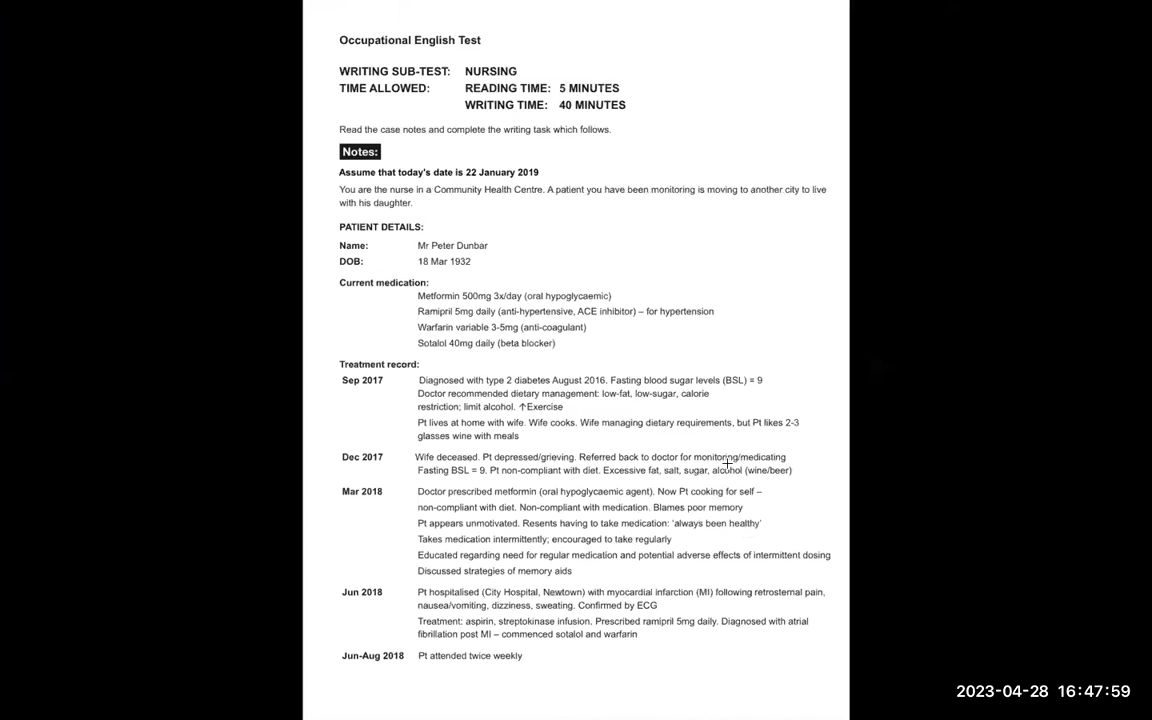 Occupational English Test
WRITING SUB-TEST: NURSING
TIME ALLOWED: READING TIME: 5 MINUTES
WRITING TIME: 40 MINUTES
Read the case notes and complete the writing task which follows.
Notes:
Assume that today's date is 22 January 2019
You are the nurse in a Community Health Centre. A patient you have been monitoring is moving to another city to live
with his daughter.
PATIENT DETAILS:
Name: Mr Peter Dunbar
DOB: 18 Mar 1932
Current medication:
Metformin 500mg 3x/day (oral hypoglycaemic)
Ramipril 5mg daily (anti-hypertensive, ACE inhibitor) – for hypertension
Warfarin variable 3-5mg (anti-coagulant)
Sotalol 40mg daily (beta blocker)
Treatment record:
Sep 2017 Diagnosed with type 2 diabetes August 2016. Fasting blood sugar levels (BSL) = 9
Doctor recommended dietary management: low-fat, low-sugar, calorie
restriction; limit alcohol. ↑Exercise
Pt lives at home with wife. Wife cooks. Wife managing dietary requirements, but Pt likes 2-3
glasses wine with meals
Dec 2017 Wife deceased. Pt depressed/grieving. Referred back to doctor for monitoring/medicating
Fasting BSL = 9. Pt non-compliant with diet. Excessive fat, salt, sugar, alcohol (wine/beer)
Mar 2018 Doctor prescribed metformin (oral hypoglycaemic agent). Now Pt cooking for self –
non-compliant with diet. Non-compliant with medication. Blames poor memory
Pt appears unmotivated. Resents having to take medication: 'always been healthy'
Takes medication intermittently; encouraged to take regularly
Educated regarding need for regular medication and potential adverse effects of intermittent dosing
Discussed strategies of memory aids
Jun 2018 Pt hospitalised (City Hospital, Newtown) with myocardial infarction (MI) following retrosternal pain,
nausea/vomiting, dizziness, sweating. Confirmed by ECG
Treatment: aspirin, streptokinase infusion. Prescribed ramipril 5mg daily. Diagnosed with atrial
fibrillation post MI – commenced sotalol and warfarin
Jun-Aug 2018 Pt attended twice weekly
2023-04-28 16:47:59